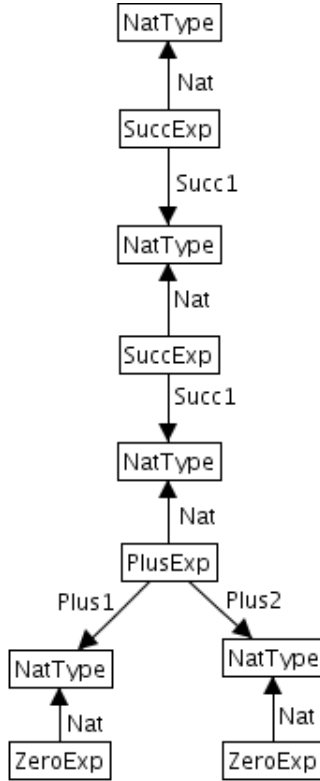 NatType
Nat
SuccExp
Succ1
NatType
Nat
SuccExp
Succ1
NatType
Nat
PlusExp
Plus1 Plus2
NatType NatType
Nat Nat
ZeroExp ZeroExp